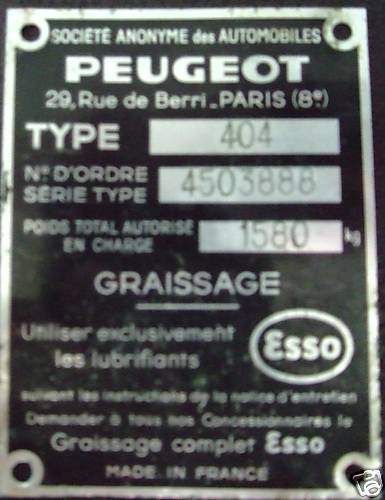 SOCIÉTÉ ANONYME des AUTOMOBILES
PEUGEOT
29, Rue de Berri _ PARIS (8e)
TYPE 404
No D'ORDRE
SÉRIE TYPE 4503888
POIDS TOTAL AUTORISÉ
EN CHARGE 1580 kg
GRAISSAGE
Utiliser exclusivement
les lubrifiants
Esso
suivant les instructions de la notice d'entretien
Demander à tous nos Concessionnaires le
Graissage complet Esso
MADE IN FRANCE